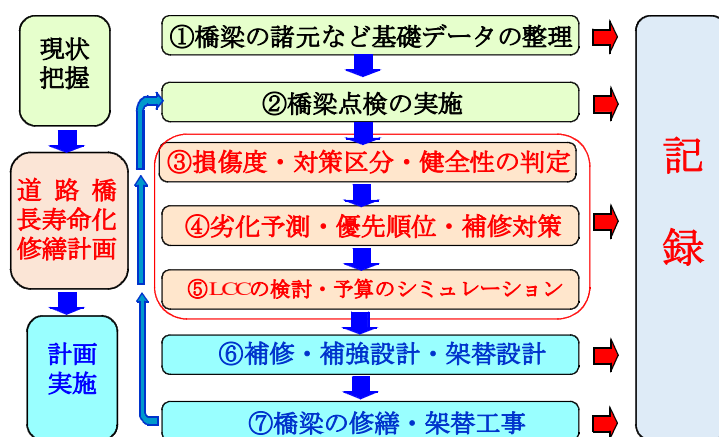 現状
把握
道路橋
長寿命化
修繕計画
計画
実施
①橋梁の諸元など基礎データの整理
②橋梁点検の実施
③損傷度・対策区分・健全性の判定
④劣化予測・優先順位・補修対策
⑤LCCの検討・予算のシミュレーション
⑥補修・補強設計・架替設計
⑦橋梁の修繕・架替工事
記
録